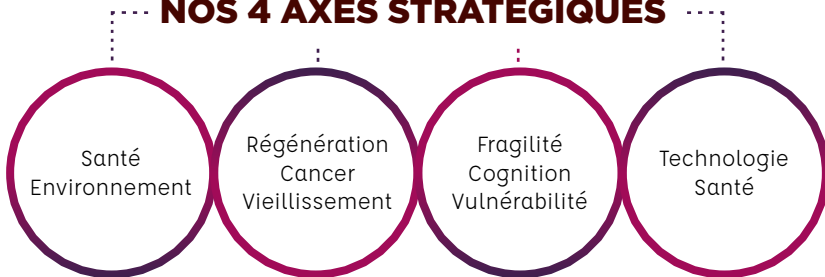 NOS 4 AXES STRATÉGIQUES
Santé
Environnement
Régénération
Cancer
Vieillissement
Fragilité
Cognition
Vulnérabilité
Technologie
Santé